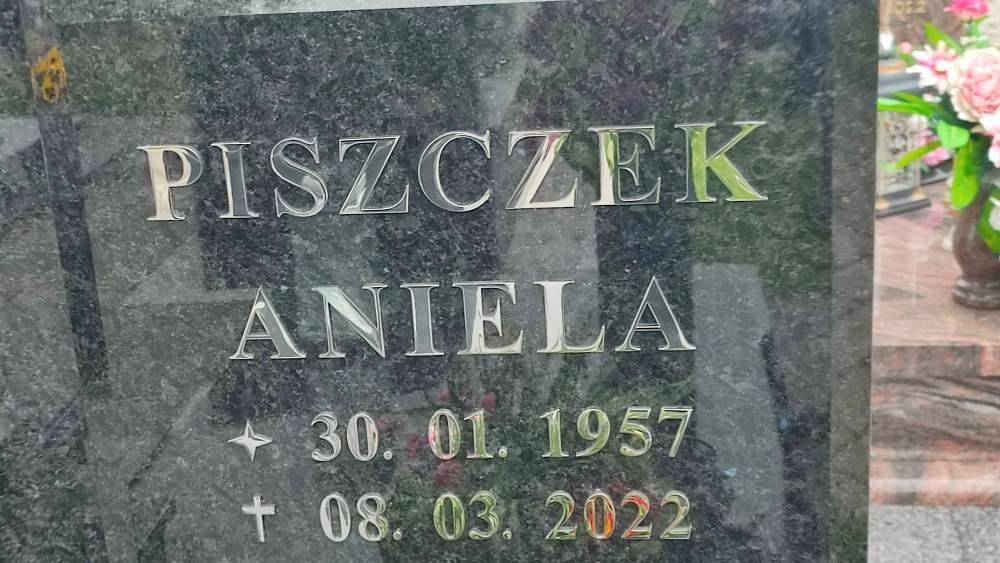 PISZCZEK
ANIELA
30. 01. 1957
08. 03. 2022